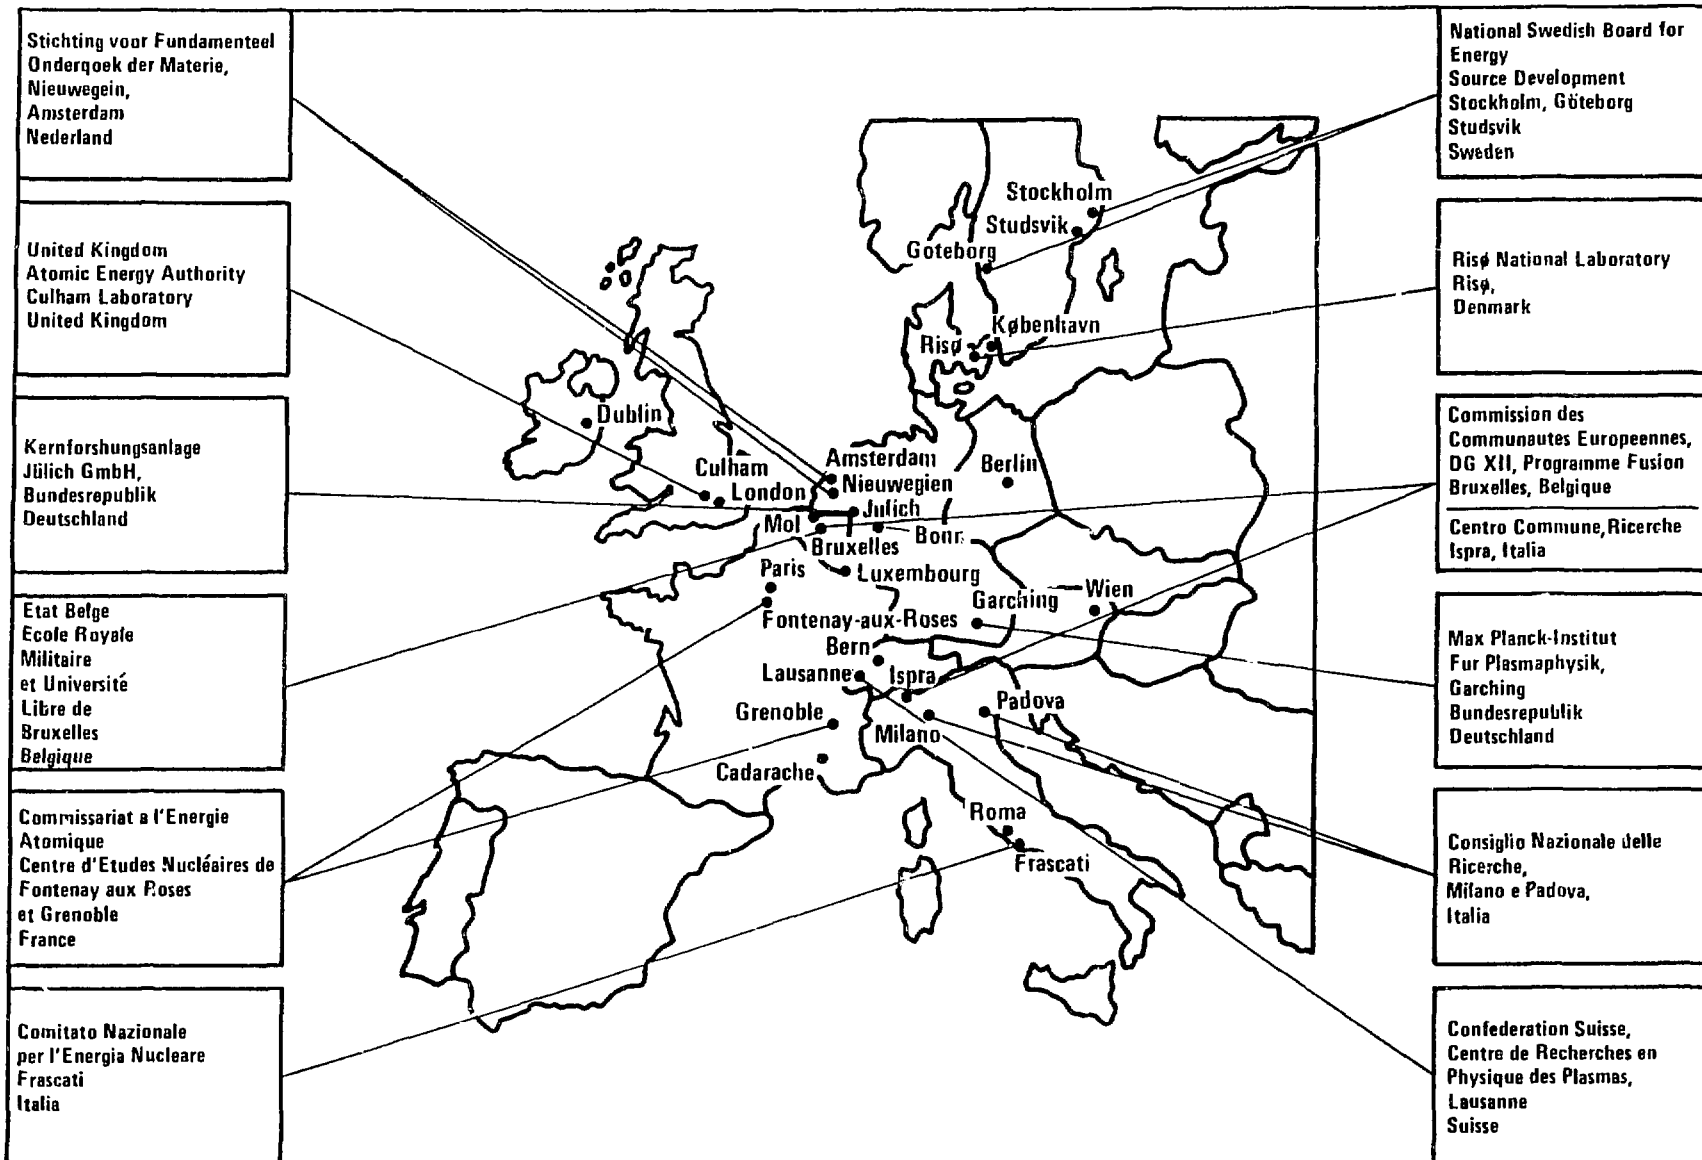 Stichting voor Fundamenteel
Onderqoek der Materie,
Nieuwegein,
Amsterdam
Nederland
United Kingdom
Atomic Energy Authority
Culham Laboratory
United Kingdom
Kernforshungsanlage
Jülich GmbH,
Bundesrepublik
Deutschland
Etat Belge
Ecole Royale
Militaire
et Université
Libre de
Bruxelles
Belgique
Commissariat a l'Energie
Atomique
Centre d'Etudes Nucléaires de
Fontenay aux Roses
et Grenoble
France
Comitato Nazionale
per l'Energia Nucleare
Frascati
Italia
Stockholm
Studsvik
Goteborg
København
Risø
Dublin
Culham
London
Amsterdam
Nieuwegien
Julich
Mol
Bruxelles
Bonn
Berlin
Luxembourg
Paris
Fontenay-aux-Roses
Garching
Wien
Bern
Lausanne
Ispra
Grenoble
Milano
Padova
Cadarache
Roma
Frascati
National Swedish Board for
Energy
Source Development
Stockholm, Göteborg
Studsvik
Sweden
Risø National Laboratory
Risø,
Denmark
Commission des
Communautes Europeennes,
DG XII, Programme Fusion
Bruxelles, Belgique
Centro Commune, Ricerche
Ispra, Italia
Max Planck-Institut
Fur Plasmaphysik,
Garching
Bundesrepublik
Deutschland
Consiglio Nazionale delle
Ricerche,
Milano e Padova,
Italia
Confederation Suisse,
Centre de Recherches en
Physique des Plasmas,
Lausanne
Suisse